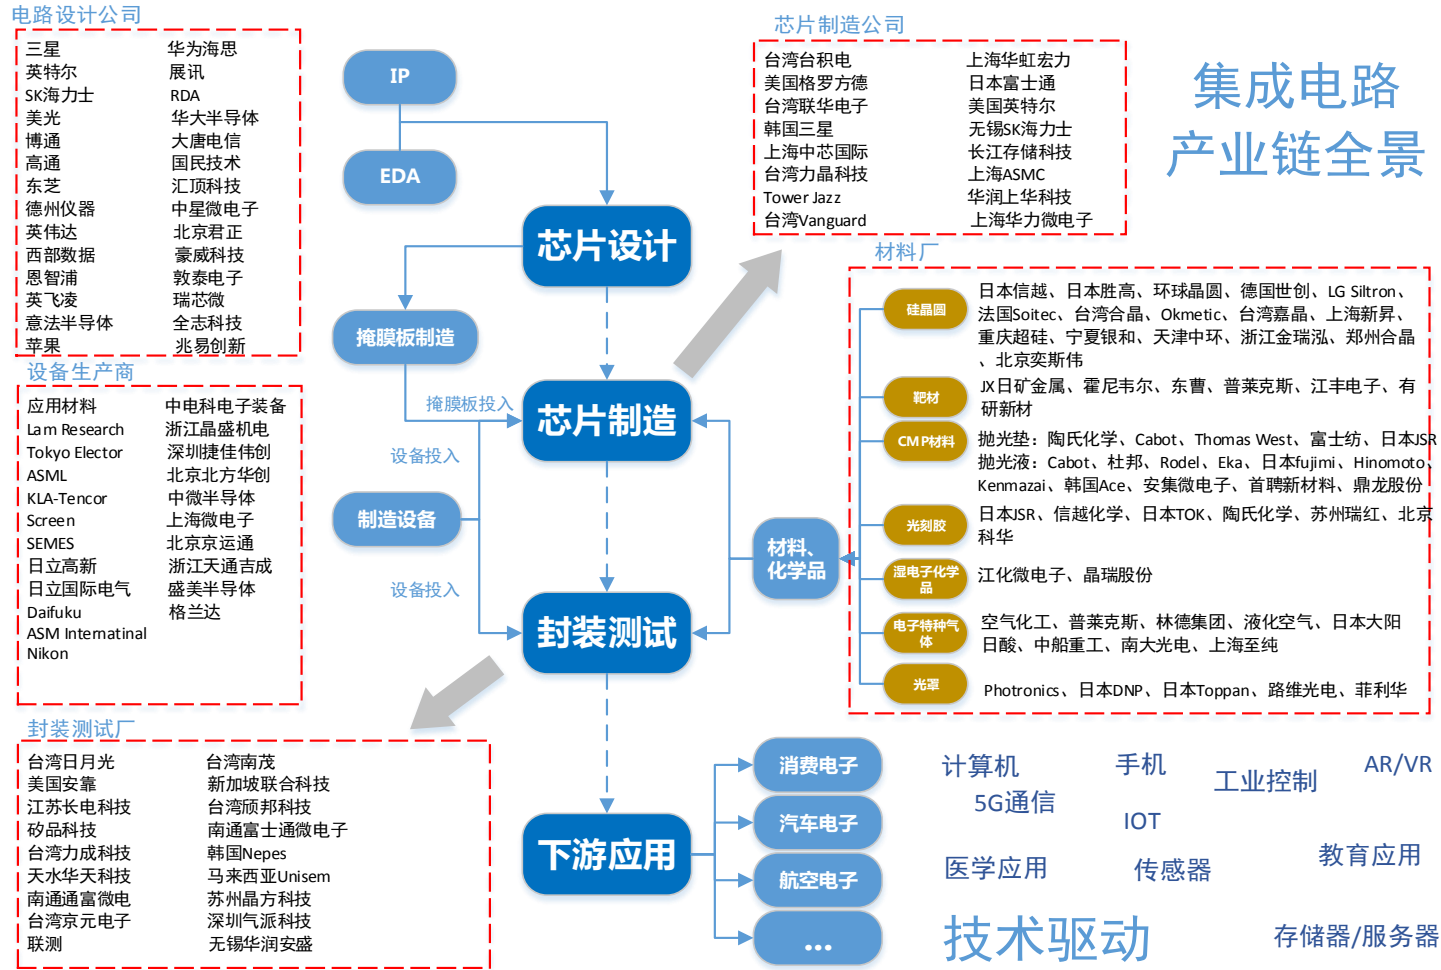 电路设计公司
三星 华为海思
英特尔 展讯
SK海力士 RDA
美光 华大半导体
博通 大唐电信
高通 国民技术
东芝 汇顶科技
德州仪器 中星微电子
英伟达 北京君正
西部数据 豪威科技
恩智浦 敦泰电子
英飞凌 瑞芯微
意法半导体 全志科技
苹果 兆易创新
设备生产商
应用材料 中电科电子装备
Lam Research 浙江晶盛机电
Tokyo Elector 深圳捷佳伟创
ASML 北京北方华创
KLA-Tencor 中微半导体
Screen 上海微电子
SEMES 北京京运通
日立高新 浙江天通吉成
日立国际电气 盛美半导体
Daifuku 格兰达
ASM Internatinal
Nikon
封装测试厂
台湾日月光 台湾南茂
美国安靠 新加坡联合科技
江苏长电科技 台湾颀邦科技
矽品科技 南通富士通微电子
台湾力成科技 韩国Nepes
天水华天科技 马来西亚Unisem
南通通富微电 苏州晶方科技
台湾京元电子 深圳气派科技
联测 无锡华润安盛
IP
EDA
芯片设计
掩膜板制造
掩膜板投入
芯片制造
设备投入
制造设备
设备投入
封装测试
下游应用
材料、
化学品
芯片制造公司
台湾台积电 上海华虹宏力
美国格罗方德 日本富士通
台湾联华电子 美国英特尔
韩国三星 无锡SK海力士
上海中芯国际 长江存储科技
台湾力晶科技 上海ASMC
Tower Jazz 华润上华科技
台湾Vanguard 上海华力微电子
集成电路
产业链全景
材料厂
硅晶圆
日本信越、日本胜高、环球晶圆、德国世创、LG Siltron、
法国Soitec、台湾合晶、Okmetic、台湾嘉晶、上海新昇、
重庆超硅、宁夏银和、天津中环、浙江金瑞泓、郑州合晶
、北京奕斯伟
靶材
JX日矿金属、霍尼韦尔、东曹、普莱克斯、江丰电子、有
研新材
CMP材料
抛光垫：陶氏化学、Cabot、Thomas West、富士纺、日本JSR
抛光液：Cabot、杜邦、Rodel、Eka、日本fujimi、Hinomoto、
Kenmazai、韩国Ace、安集微电子、首聘新材料、鼎龙股份
光刻胶
日本JSR、信越化学、日本TOK、陶氏化学、苏州瑞红、北京
科华
湿电子化学
品
江化微电子、晶瑞股份
电子特种气
体
空气化工、普莱克斯、林德集团、液化空气、日本大阳
日酸、中船重工、南大光电、上海至纯
光罩
Photronics、日本DNP、日本Toppan、路维光电、菲利华
消费电子
汽车电子
航空电子
...
计算机
手机
工业控制
AR/VR
5G通信
IOT
医学应用
传感器
教育应用
技术驱动
存储器/服务器